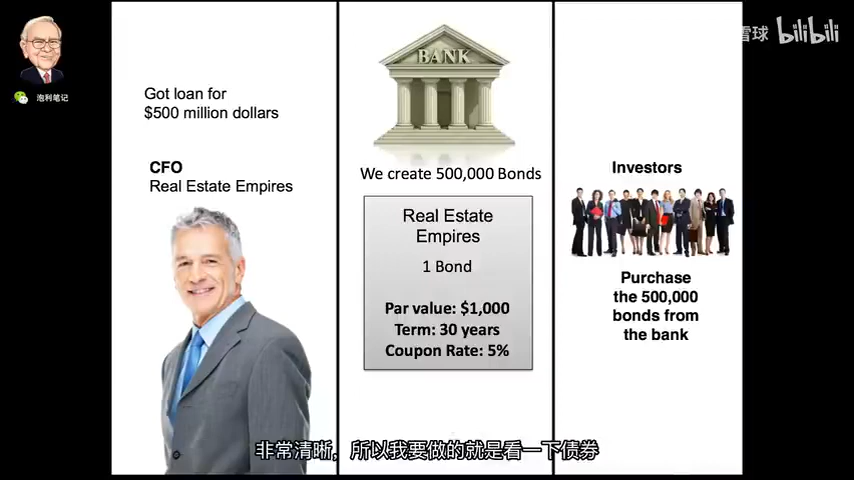 泡利笔记
Got loan for
$500 million dollars
CFO
Real Estate Empires
BANK
We create 500,000 Bonds
Real Estate
Empires
1 Bond
Par value: $1,000
Term: 30 years
Coupon Rate: 5%
雪球 bilibili
Investors
Purchase
the 500,000
bonds from
the bank
非常清晰，所以我要做的就是看一下债券